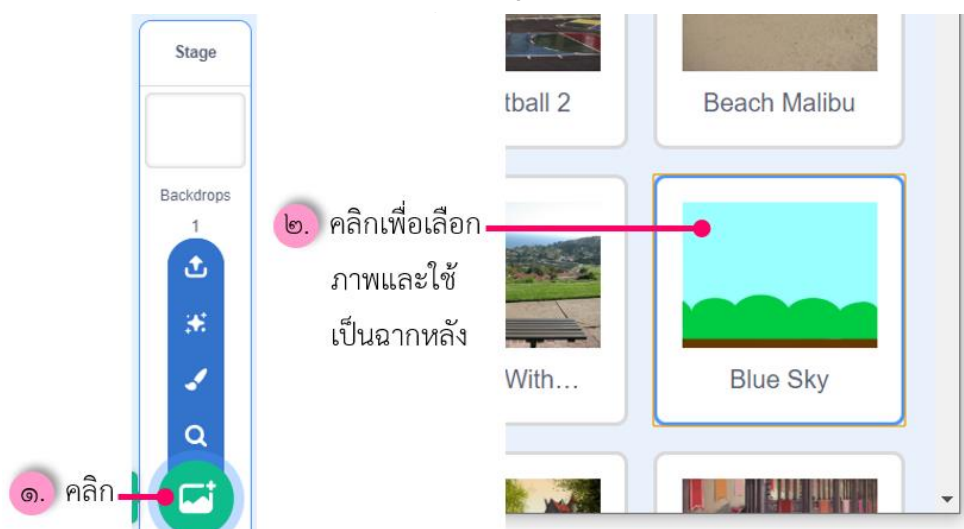 Stage
Backdrops
1
๑. คลิก
๒. คลิกเพื่อเลือก
ภาพและใช้
เป็นฉากหลัง
tball 2
Beach Malibu
With...
Blue Sky